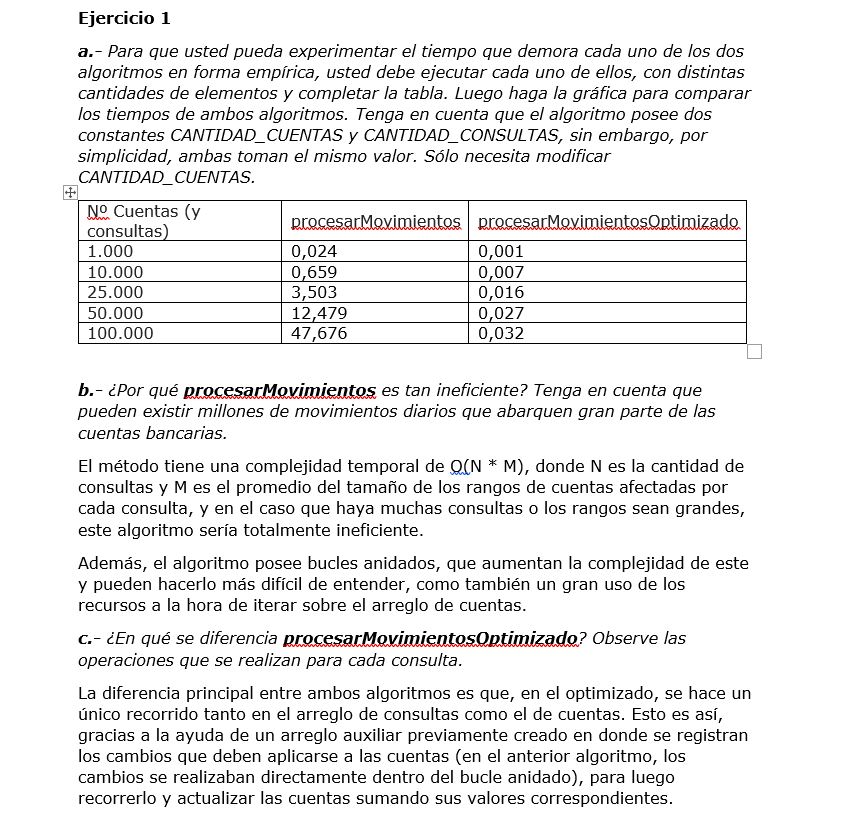 Ejercicio 1
a.- Para que usted pueda experimentar el tiempo que demora cada uno de los dos
algoritmos en forma empírica, usted debe ejecutar cada uno de ellos, con distintas
cantidades de elementos y completar la tabla. Luego haga la gráfica para comparar
los tiempos de ambos algoritmos. Tenga en cuenta que el algoritmo posee dos
constantes CANTIDAD_CUENTAS y CANTIDAD_CONSULTAS, sin embargo, por
simplicidad, ambas toman el mismo valor. Sólo necesita modificar
CANTIDAD_CUENTAS.
Nº Cuentas (y
consultas) procesarMovimientos procesarMovimientosOptimizado
1.000 0,024 0,001
10.000 0,659 0,007
25.000 3,503 0,016
50.000 12,479 0,027
100.000 47,676 0,032
b.- ¿Por qué procesarMovimientos es tan ineficiente? Tenga en cuenta que
pueden existir millones de movimientos diarios que abarquen gran parte de las
cuentas bancarias.
El método tiene una complejidad temporal de O(N * M), donde N es la cantidad de
consultas y M es el promedio del tamaño de los rangos de cuentas afectadas por
cada consulta, y en el caso que haya muchas consultas o los rangos sean grandes,
este algoritmo sería totalmente ineficiente.
Además, el algoritmo posee bucles anidados, que aumentan la complejidad de este
y pueden hacerlo más difícil de entender, como también un gran uso de los
recursos a la hora de iterar sobre el arreglo de cuentas.
c.- ¿En qué se diferencia procesarMovimientosOptimizado? Observe las
operaciones que se realizan para cada consulta.
La diferencia principal entre ambos algoritmos es que, en el optimizado, se hace un
único recorrido tanto en el arreglo de consultas como el de cuentas. Esto es así,
gracias a la ayuda de un arreglo auxiliar previamente creado en donde se registran
los cambios que deben aplicarse a las cuentas (en el anterior algoritmo, los
cambios se realizaban directamente dentro del bucle anidado), para luego
recorrerlo y actualizar las cuentas sumando sus valores correspondientes.